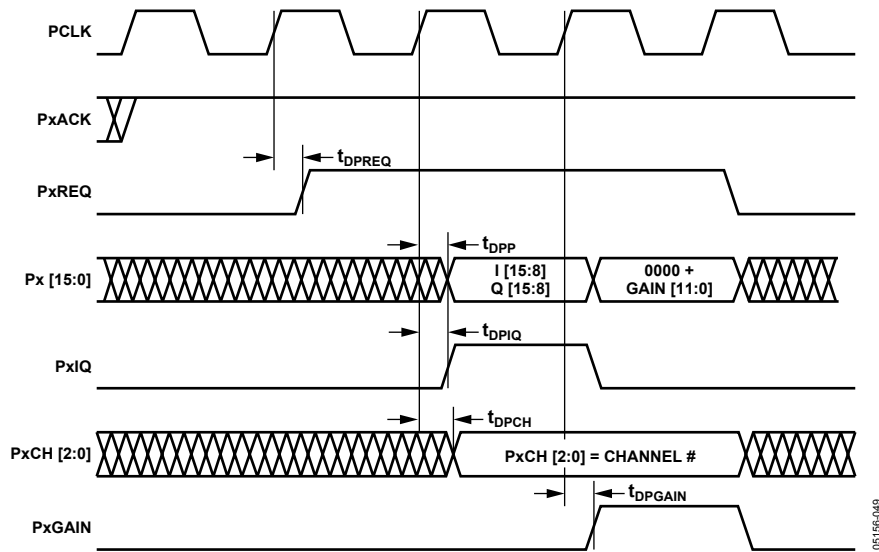 PCLK
PxACK
tDPREQ
PxREQ
tDPP
Px [15:0]
I [15:8]
Q [15:8]
0000 +
GAIN [11:0]
tDPIQ
PxIQ
tDPCH
PxCH [2:0]
PxCH [2:0] = CHANNEL #
tDPGAIN
PxGAIN
05156-049